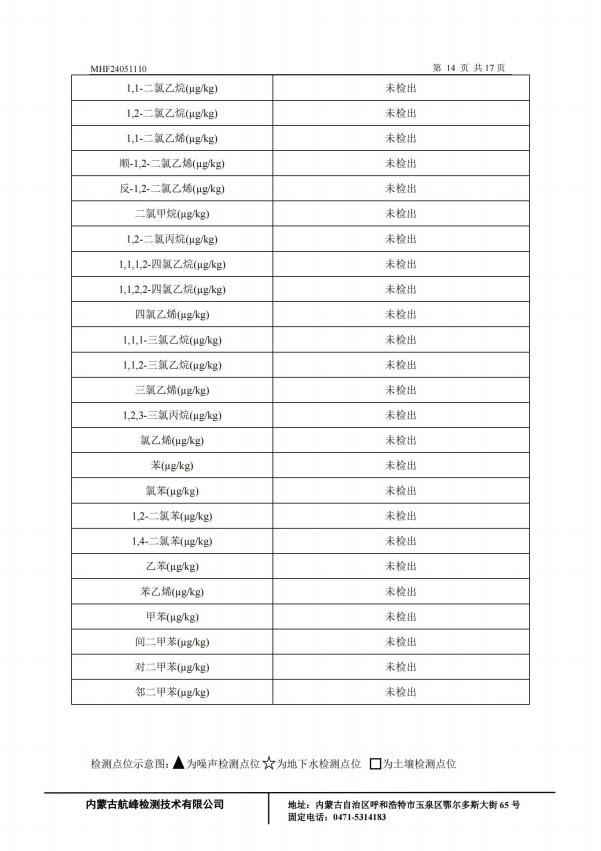 MHF24051110 第 14 页 共17页
1,1-二氯乙烷(μg/kg) 未检出
1,2-二氯乙烷(μg/kg) 未检出
1,1-二氯乙烯(μg/kg) 未检出
顺-1,2-二氯乙烯(μg/kg) 未检出
反-1,2-二氯乙烯(μg/kg) 未检出
二氯甲烷(μg/kg) 未检出
1,2-二氯丙烷(μg/kg) 未检出
1,1,1,2-四氯乙烷(μg/kg) 未检出
1,1,2,2-四氯乙烷(μg/kg) 未检出
四氯乙烯(μg/kg) 未检出
1,1,1-三氯乙烷(μg/kg) 未检出
1,1,2-三氯乙烷(μg/kg) 未检出
三氯乙烯(μg/kg) 未检出
1,2,3-三氯丙烷(μg/kg) 未检出
氯乙烯(μg/kg) 未检出
苯(μg/kg) 未检出
氯苯(μg/kg) 未检出
1,2-二氯苯(μg/kg) 未检出
1,4-二氯苯(μg/kg) 未检出
乙苯(μg/kg) 未检出
苯乙烯(μg/kg) 未检出
甲苯(μg/kg) 未检出
间二甲苯(μg/kg) 未检出
对二甲苯(μg/kg) 未检出
邻二甲苯(μg/kg) 未检出
检测点位示意图：▲为噪声检测点位☆为地下水检测点位 □为土壤检测点位
内蒙古航峰检测技术有限公司 地址：内蒙古自治区呼和浩特市玉泉区鄂尔多斯大街 65 号
固定电话：0471-5314183